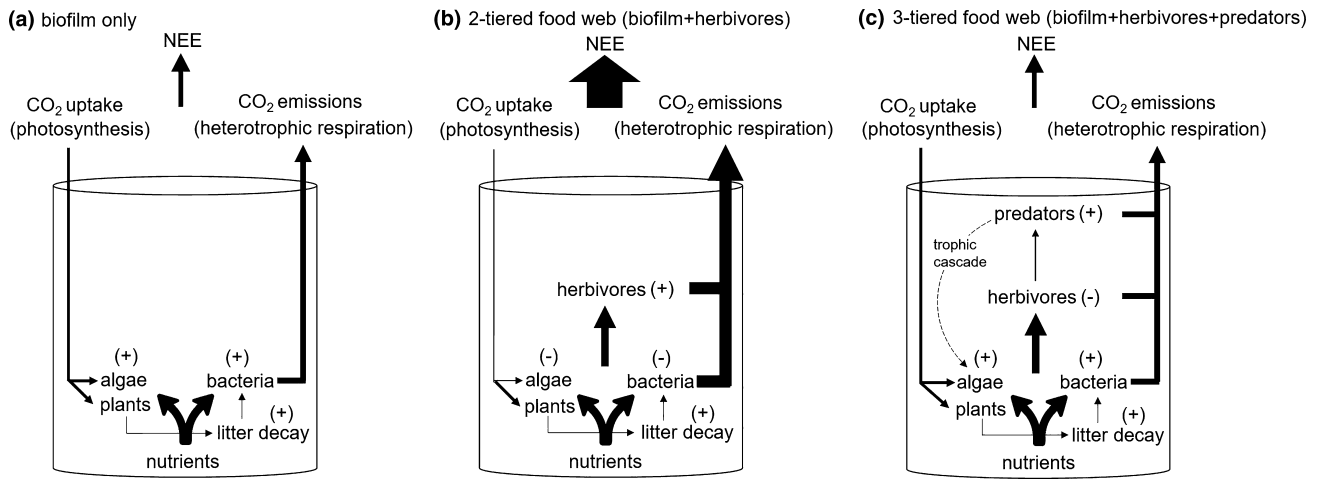 (a) biofilm only
NEE
CO2 uptake
(photosynthesis)
CO2 emissions
(heterotrophic respiration)
(+)
algae
plants
(+)
bacteria
(+)
litter decay
nutrients
(b) 2-tiered food web (biofilm+herbivores)
NEE
CO2 uptake
(photosynthesis)
CO2 emissions
(heterotrophic respiration)
herbivores (+)
(-)
algae
plants
(-)
bacteria
(+)
litter decay
nutrients
(c) 3-tiered food web (biofilm+herbivores+predators)
NEE
CO2 uptake
(photosynthesis)
CO2 emissions
(heterotrophic respiration)
predators (+)
trophic
cascade
herbivores (-)
(+)
algae
plants
(+)
bacteria
(+)
litter decay
nutrients